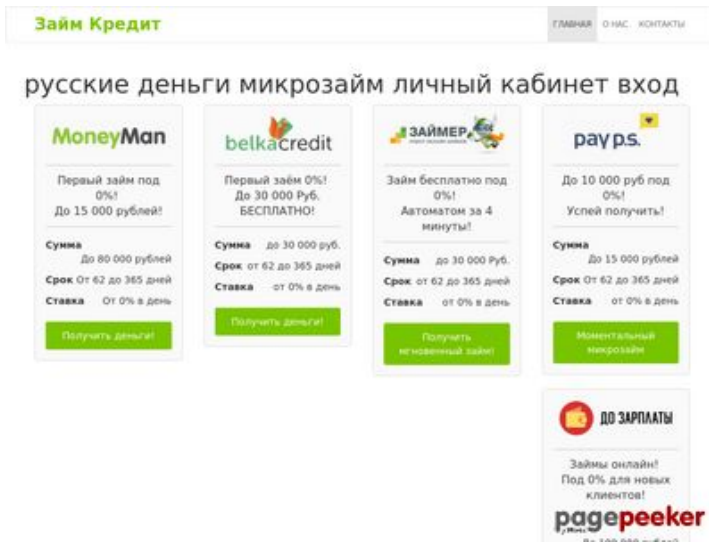 Займ Кредит
ГЛАВНАЯ О НАС КОНТАКТЫ
русские деньги микрозайм личный кабинет вход
MoneyMan
Первый займ под
0%!
До 15 000 рублей!
Сумма
До 80 000 рублей
Срок От 62 до 365 дней
Ставка От 0% в день
Получить деньги!
belkacredit
Первый заём 0%!
До 30 000 Руб.
БЕСПЛАТНО!
Сумма до 30 000 руб.
Срок от 62 до 365 дней
Ставка от 0% в день
Получить деньги!
ЗАЙМЕР
Займ бесплатно под
0%!
Автоматом за 4
минуты!
Сумма до 30 000 Руб.
Срок от 62 до 365 дней
Ставка от 0% в день
Получить
мгновенный займ!
pay p.s.
До 10 000 руб под
0%!
Успей получить!
Сумма
До 15 000 рублей
Срок От 62 до 365 дней
Ставка от 0% в день
Моментальный
микрозайм
ДО ЗАРПЛАТЫ
Займы онлайн!
Под 0% для новых
клиентов!
pagepeeker
До 100 000 рублей